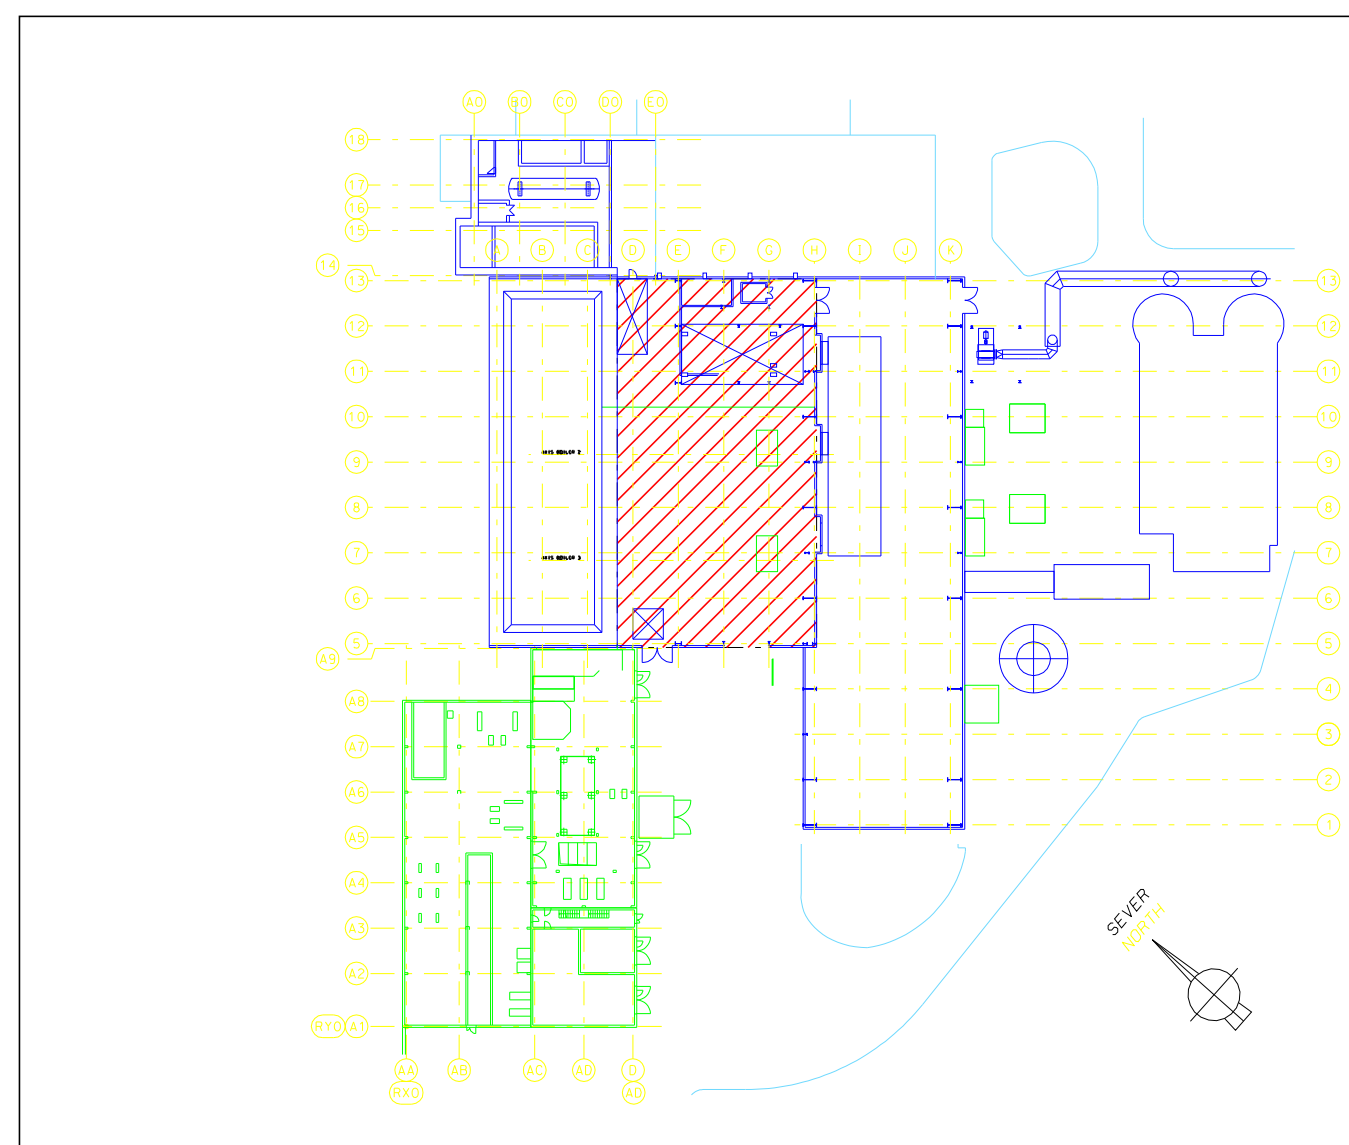 A0 B0 C0 D0 E0
18
17
16
15
14
A B C D E F G H I J K
13 13
12 12
11 11
10 10
9 9
8 8
7 7
6 6
5 5
A9
4
A8
3
A7
2
A6
1
A5
A4
A3
A2
RY0 A1
SEVER
NORTH
AA AB AC AD D
RX0 AD